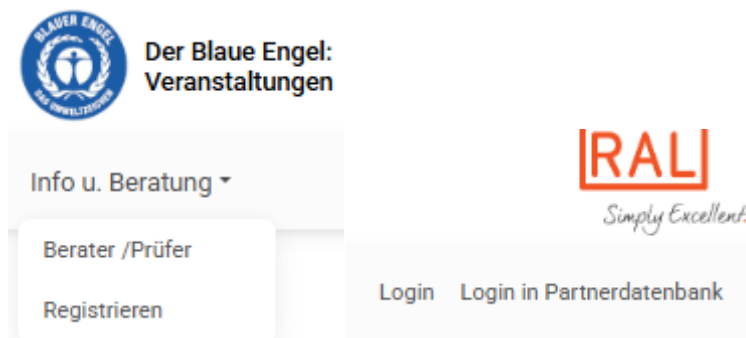 BLAUER ENGEL
DAS UMWELTZEICHEN
Der Blaue Engel:
Veranstaltungen
Info u. Beratung
Berater /Prüfer
Registrieren
RAL
Simply Excellent.
Login Login in Partnerdatenbank